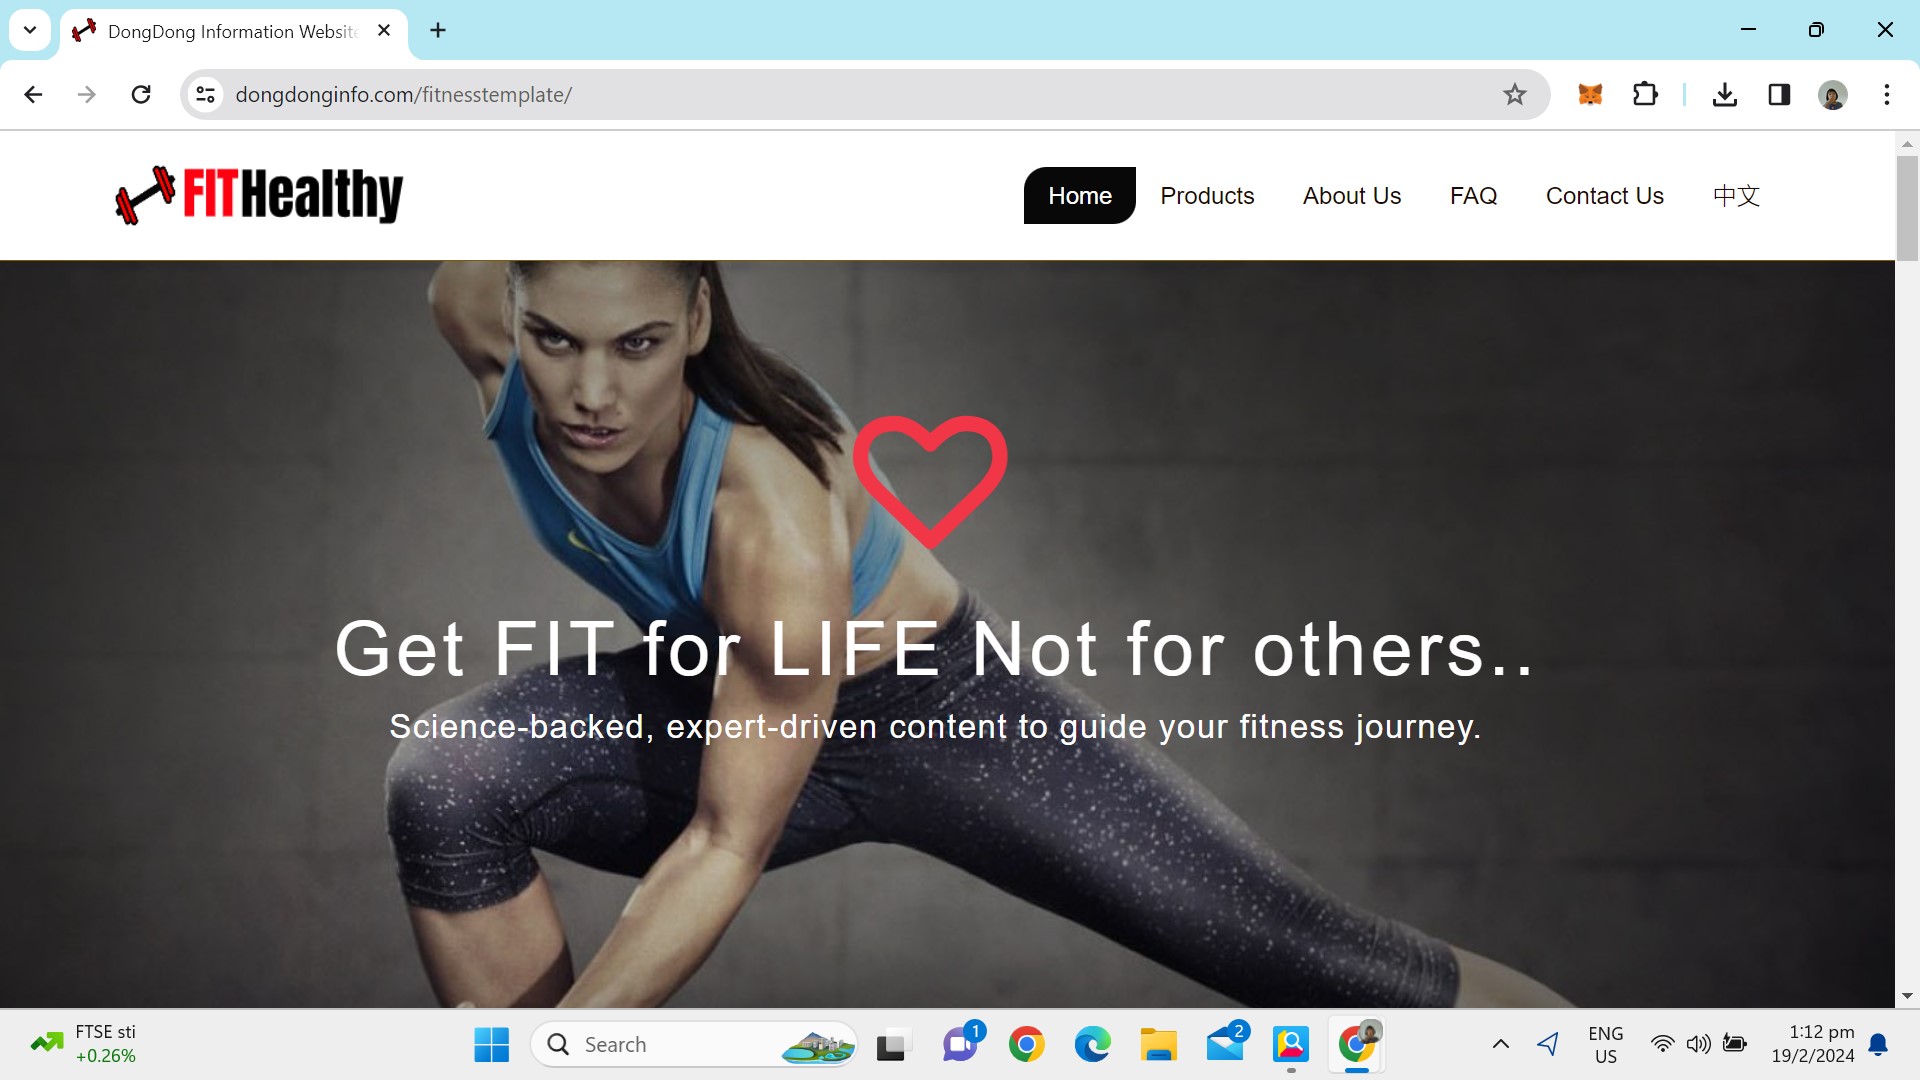 DongDong Information Website
dongdonginfo.com/fitnesstemplate/
FITHealthy
Home
Products
About Us
FAQ
Contact Us
中文
Get FIT for LIFE Not for others..
Science-backed, expert-driven content to guide your fitness journey.
FTSE sti
+0.26%
Search
1
2
ENG
US
1:12 pm
19/2/2024